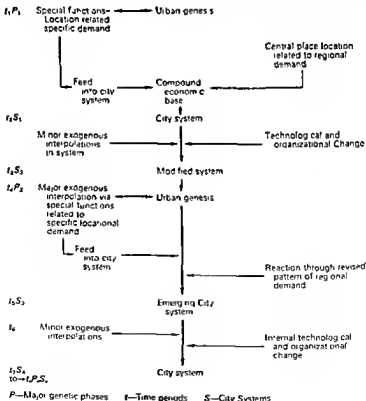 t₁P₁ Special functions- Urban genesis
Location related
specific demand
Central place location
related to regional
demand
Feed
into city
system
Compound
economic
base
t₂S₁ City system
Minor exogenous
interpolations
in system
Technological and
organizational Change
t₃S₂ Modified system
t₄P₂ Major exogenous
interpolation via
special functions
related to
specific locational
demand
Urban genesis
Feed
into city
system
Reaction through revised
pattern of regional
demand
t₅S₃ Emerging City
system
t₆ Minor exogenous
interpolations
Internal technological
and organizational
change
City system
P—Major genetic phases t—Time periods S—City Systems